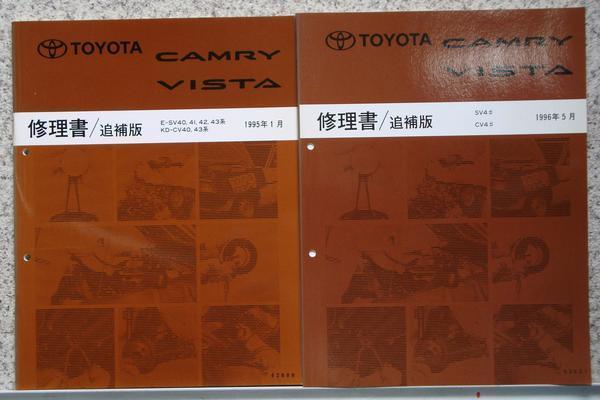 TOYOTA
CAMRY
VISTA
修理書/追補版
E-SV40, 41, 42, 43系
KD-CV40, 43系
1995年1月
TOYOTA
CAMRY
VISTA
修理書/追補版
SV4#
CV4#
1996年5月